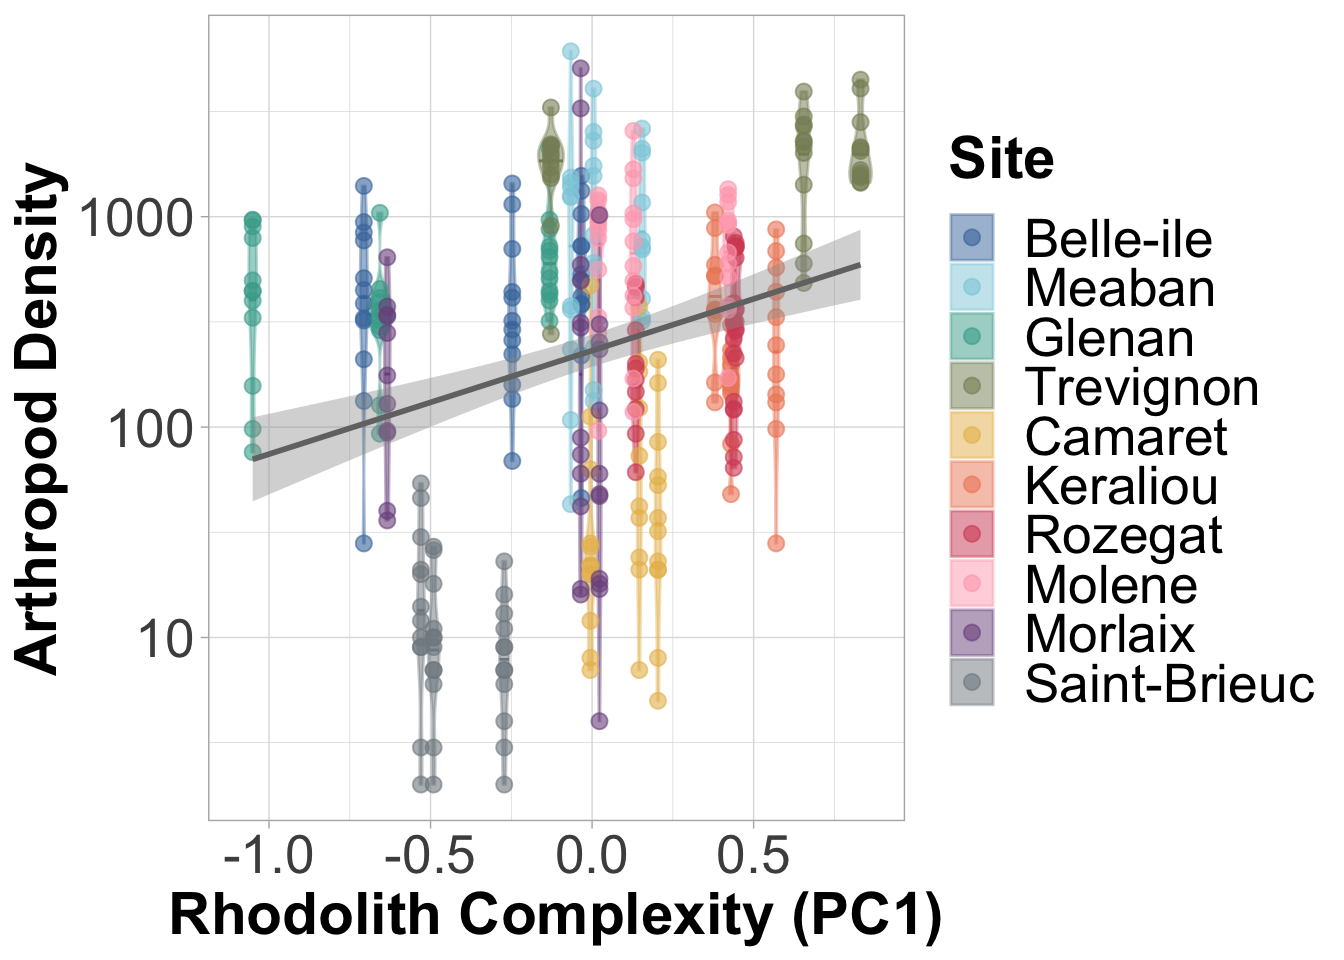 Arthropod Density
1000
100
10
-1.0 -0.5 0.0 0.5
Rhodolith Complexity (PC1)
Site
Belle-ile
Meaban
Glenan
Trevignon
Camaret
Keraliou
Rozegat
Molene
Morlaix
Saint-Brieuc